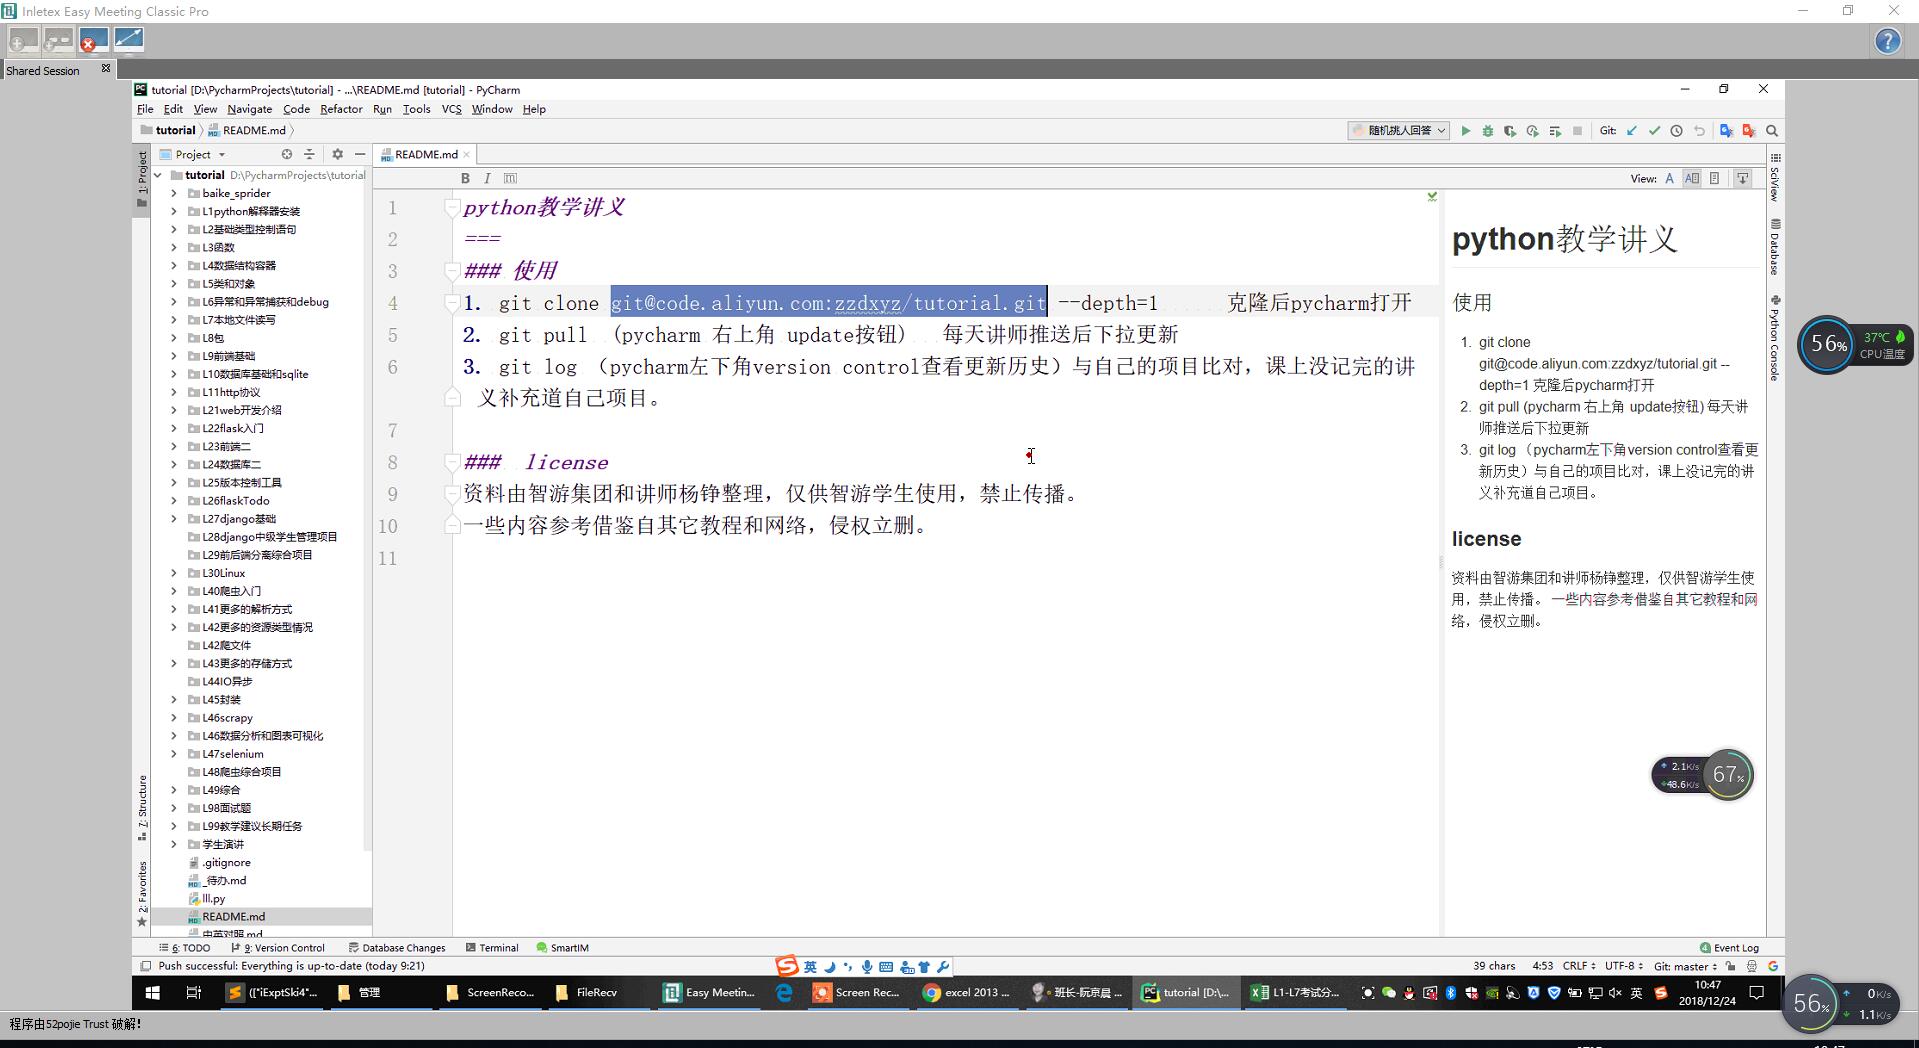 Inletex Easy Meeting Classic Pro
Shared Session
tutorial [D:\PycharmProjects\tutorial] - ...\README.md [tutorial] - PyCharm
File Edit View Navigate Code Refactor Run Tools VCS Window Help
tutorial README.md 随机挑人回答 Git:
1: Project
Project
README.md
B I
View:
tutorial D:\PycharmProjects\tutorial
baike_sprider
L1python解释器安装
L2基础类型控制语句
L3函数
L4数据结构容器
L5类和对象
L6异常和异常捕获和debug
L7本地文件读写
L8包
L9前端基础
L10数据库基础和sqlite
L11http协议
L21web开发介绍
L22flask入门
L23前端二
L24数据库二
L25版本控制工具
L26flaskTodo
L27django基础
L28django中级学生管理项目
L29前后端分离综合项目
L30Linux
L40爬虫入门
L41更多的解析方式
L42更多的资源类型情况
L42爬文件
L43更多的存储方式
L44IO异步
L45封装
L46scrapy
L46数据分析和图表可视化
L47selenium
L48爬虫综合项目
L49综合
L98面试题
L99教学建议长期任务
学生演讲
.gitignore
_待办.md
lll.py
README.md
中英对照.md
7: Structure
2: Favorites
1 python教学讲义
2 ===
3 ### 使用
4 1. git clone git@code.aliyun.com:zzdxyz/tutorial.git --depth=1 克隆后pycharm打开
5 2. git pull (pycharm 右上角 update按钮) 每天讲师推送后下拉更新
6 3. git log （pycharm左下角version control查看更新历史）与自己的项目比对，课上没记完的讲
义补充道自己项目。
7
8 ### license
9 资料由智游集团和讲师杨铮整理，仅供智游学生使用，禁止传播。
10 一些内容参考借鉴自其它教程和网络，侵权立删。
11
python教学讲义
使用
1. git clone
git@code.aliyun.com:zzdxyz/tutorial.git --
depth=1 克隆后pycharm打开
2. git pull (pycharm 右上角 update按钮) 每天讲
师推送后下拉更新
3. git log （pycharm左下角version control查看更
新历史）与自己的项目比对，课上没记完的讲
义补充道自己项目。
license
资料由智游集团和讲师杨铮整理，仅供智游学生使
用，禁止传播。 一些内容参考借鉴自其它教程和网
络，侵权立删。
SciView
Database
Python Console
56% 37℃
CPU温度
2.1K/s
48.6K/s 67%
6: TODO 9: Version Control Database Changes Terminal SmartIM 4 Event Log
Push successful: Everything is up-to-date (today 9:21) 英 39 chars 4:53 CRLF UTF-8 Git: master
(["iExptSki4"... 管理 ScreenReco... FileRecv Easy Meetin... Screen Rec... excel 2013 ... 班长-阮京晨 ... tutorial [D:\... L1-L7考试分... 英 10:47
2018/12/24
56% 0K/s
1.1K/s
程序由52pojie Trust 破解！